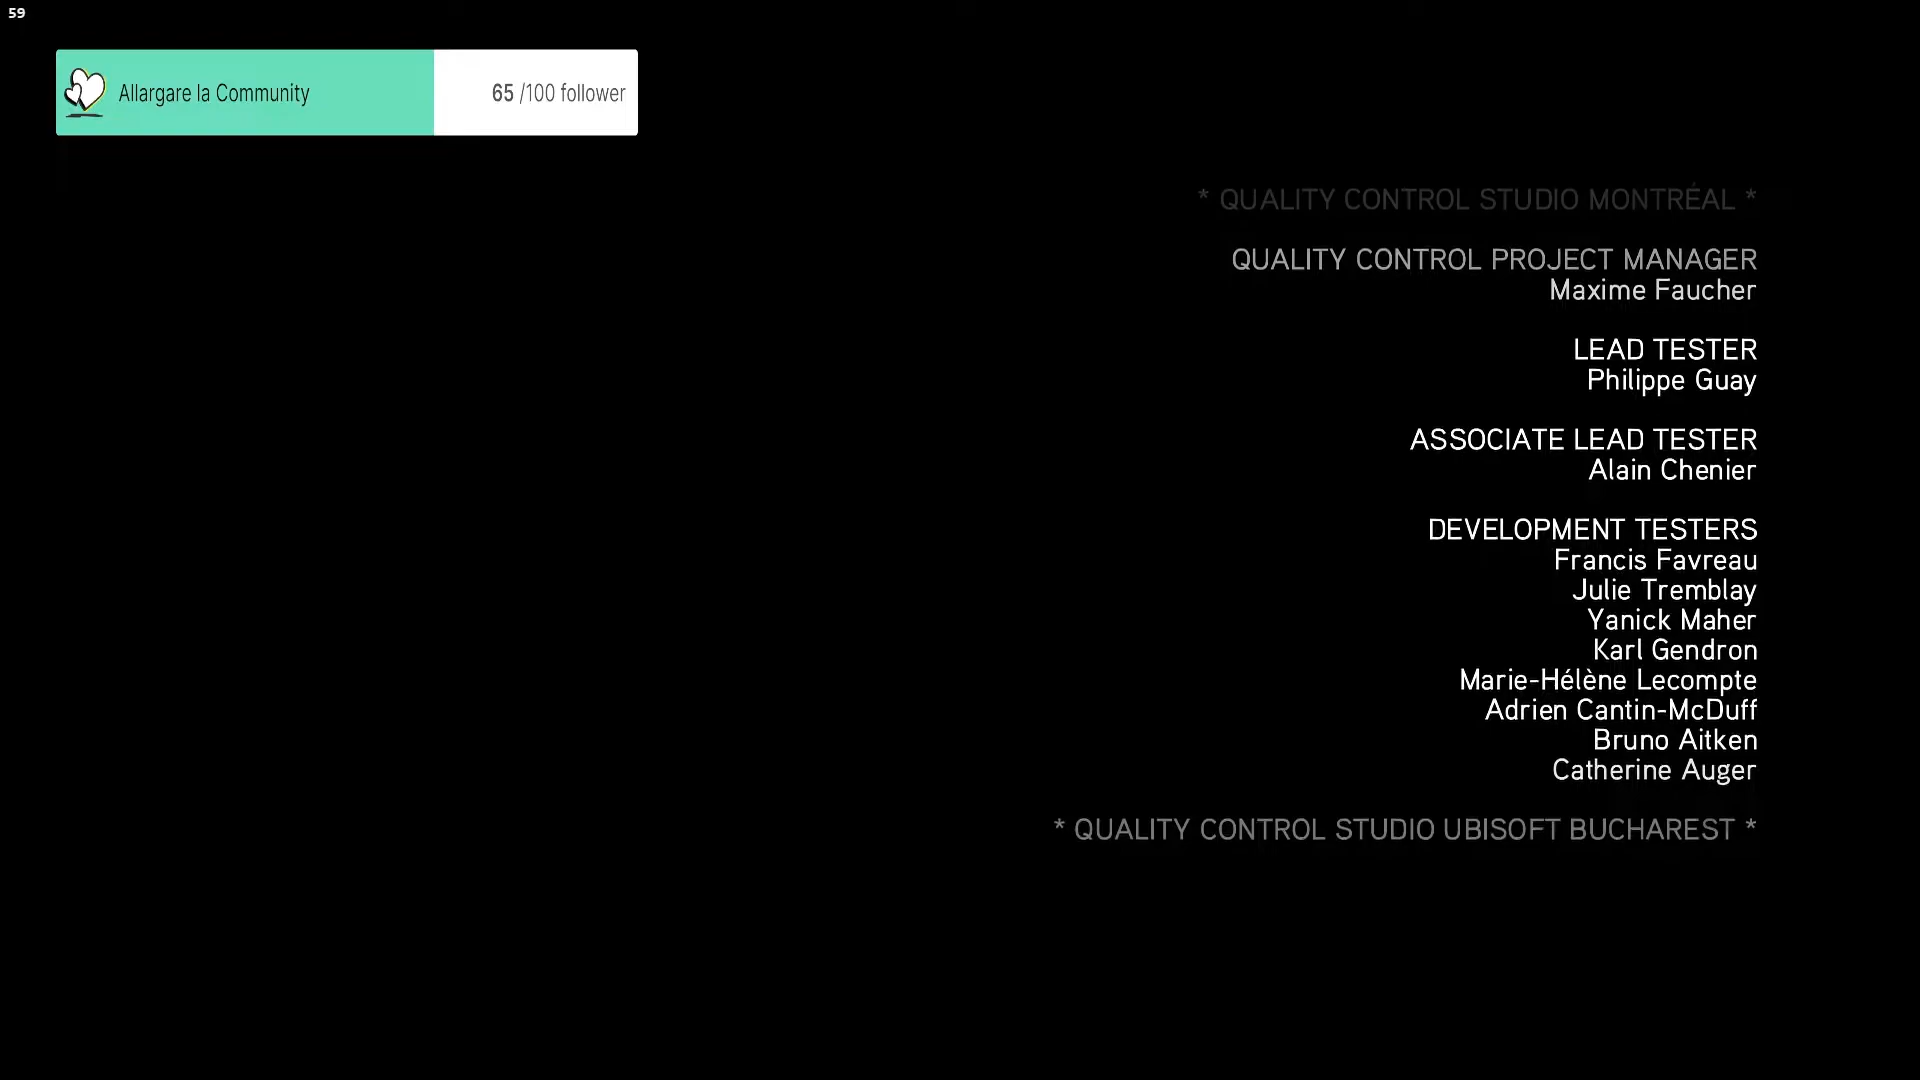 59
Allargare la Community
65 /100 follower
* QUALITY CONTROL STUDIO MONTRÉAL *
QUALITY CONTROL PROJECT MANAGER
Maxime Faucher
LEAD TESTER
Philippe Guay
ASSOCIATE LEAD TESTER
Alain Chenier
DEVELOPMENT TESTERS
Francis Favreau
Julie Tremblay
Yanick Maher
Karl Gendron
Marie-Hélène Lecompte
Adrien Cantin-McDuff
Bruno Aitken
Catherine Auger
* QUALITY CONTROL STUDIO UBISOFT BUCHAREST *